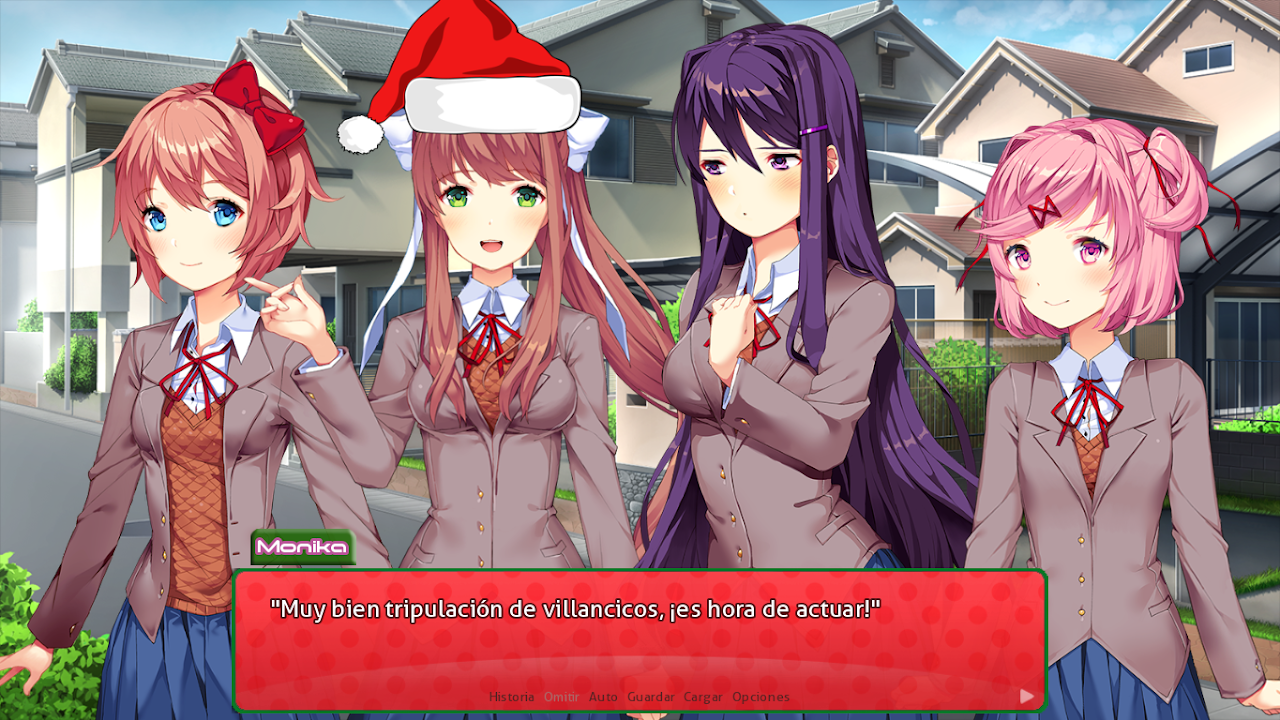 Monika
"Muy bien tripulación de villancicos, ¡es hora de actuar!"
Historia Omitir Auto Guardar Cargar Opciones